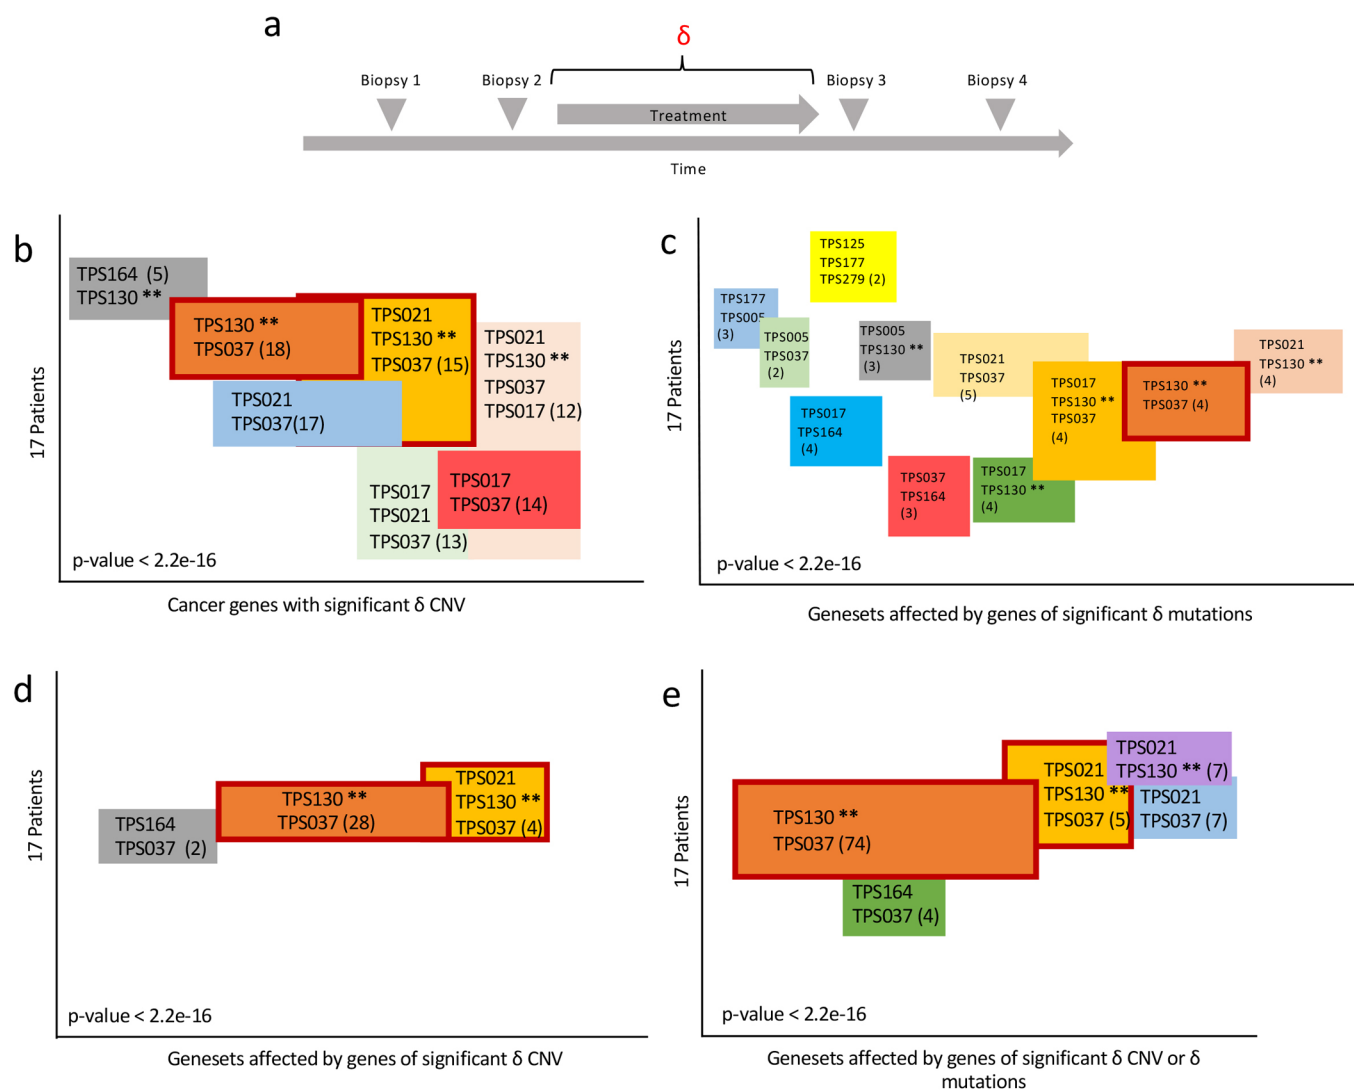 a
δ
Biopsy 1
Biopsy 2
Biopsy 3
Biopsy 4
Treatment
Time
b
17 Patients
TPS164 (5)
TPS130 **
TPS130 **
TPS037 (18)
TPS021
TPS130 **
TPS037 (15)
TPS021
TPS130 **
TPS037
TPS017 (12)
TPS021
TPS037(17)
TPS017
TPS021
TPS037 (13)
TPS017
TPS037 (14)
p-value < 2.2e-16
Cancer genes with significant δ CNV
c
17 Patients
TPS125
TPS177
TPS279 (2)
TPS177
TPS005
(3)
TPS005
TPS037
(2)
TPS005
TPS130 **
(3)
TPS021
TPS037
(5)
TPS017
TPS130 **
TPS037
(4)
TPS130 **
TPS037 (4)
TPS021
TPS130 **
(4)
TPS017
TPS164
(4)
TPS037
TPS164
(3)
TPS017
TPS130 **
(4)
p-value < 2.2e-16
Genesets affected by genes of significant δ mutations
d
17 Patients
TPS164
TPS037 (2)
TPS130 **
TPS037 (28)
TPS021
TPS130 **
TPS037 (4)
p-value < 2.2e-16
Genesets affected by genes of significant δ CNV
e
17 Patients
TPS130 **
TPS037 (74)
TPS021
TPS130 **
TPS037 (5)
TPS021
TPS130 ** (7)
TPS021
TPS037 (7)
TPS164
TPS037 (4)
p-value < 2.2e-16
Genesets affected by genes of significant δ CNV or δ
mutations